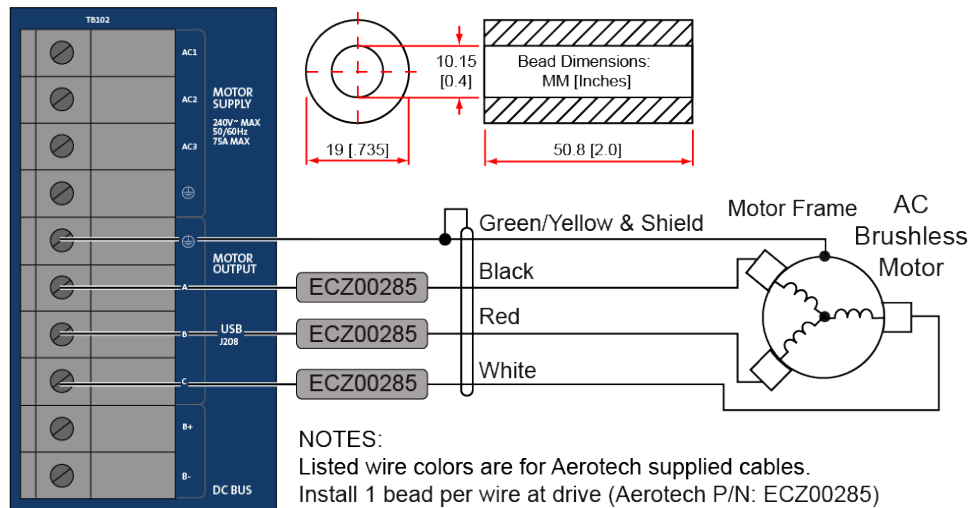 TB102
AC1
AC2
AC3
MOTOR
SUPPLY
240V~ MAX
50/60Hz
75A MAX
MOTOR
OUTPUT
A
B
USB
J208
C
B+
B-
DC BUS
10.15
[0.4]
Bead Dimensions:
MM [Inches]
19 [.735]
50.8 [2.0]
Green/Yellow & Shield
Motor Frame
AC
Brushless
Motor
ECZ00285
Black
ECZ00285
Red
ECZ00285
White
NOTES:
Listed wire colors are for Aerotech supplied cables.
Install 1 bead per wire at drive (Aerotech P/N: ECZ00285)